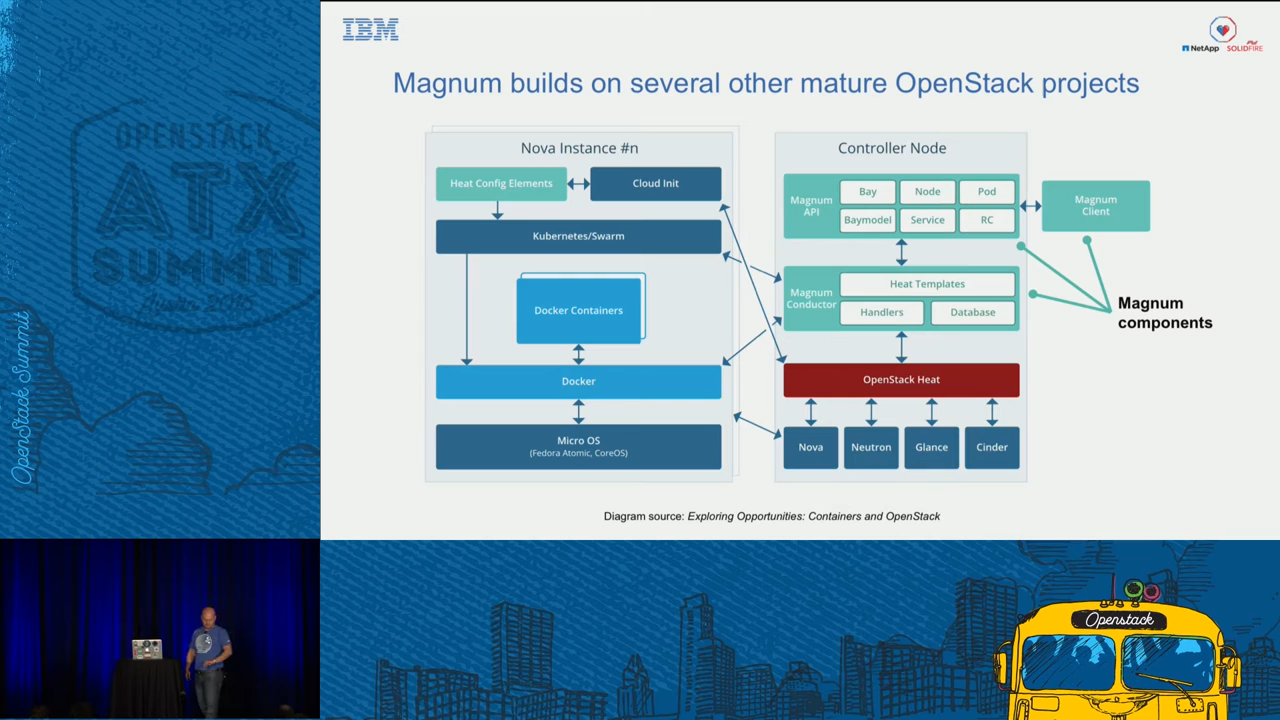 IBM
NetApp SOLIDFIRE
Magnum builds on several other mature OpenStack projects
OPENSTACK
ATX
SUMMIT
OpenStack Summit
Nova Instance #n
Heat Config Elements
Cloud Init
Kubernetes/Swarm
Docker Containers
Docker
Micro OS
(Fedora Atomic, CoreOS)
Controller Node
Magnum
API
Bay
Node
Pod
Baymodel
Service
RC
Magnum
Client
Magnum
Conductor
Heat Templates
Handlers
Database
Magnum
components
OpenStack Heat
Nova
Neutron
Glance
Cinder
Diagram source: Exploring Opportunities: Containers and OpenStack
Openstack